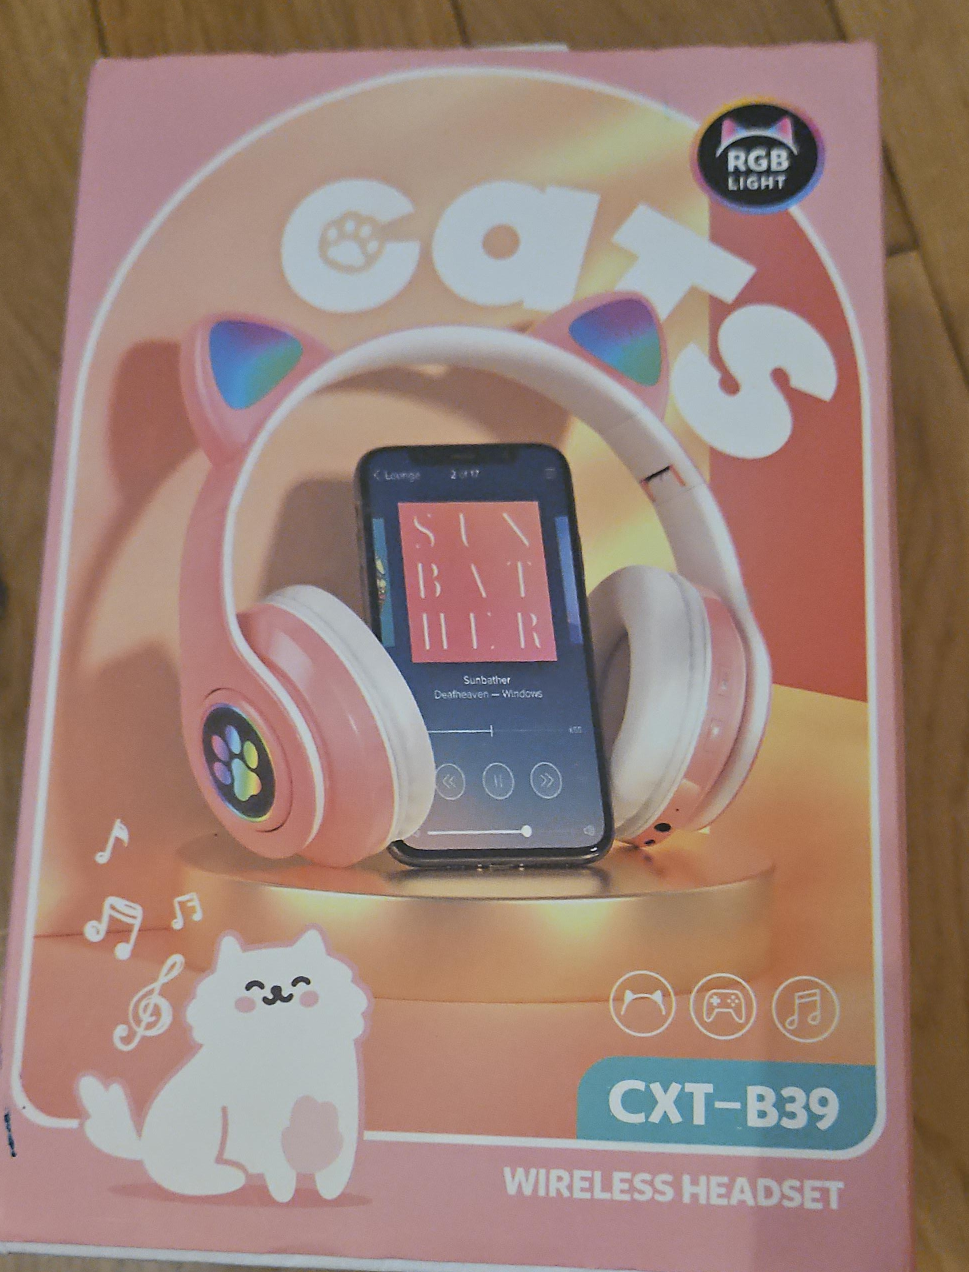 RGB
LIGHT
cats
Lounge 2 of 17
SUN
BAT
HER
Sunbather
Deafheaven — Windows
CXT-B39
WIRELESS HEADSET